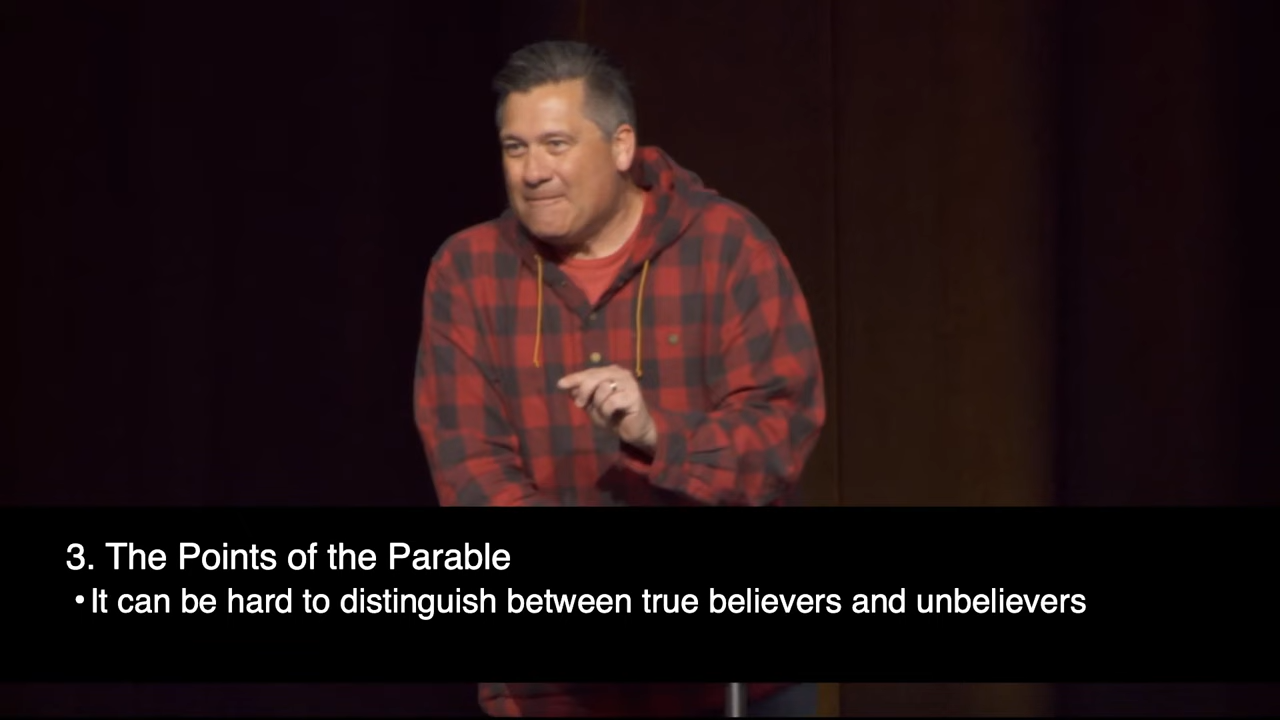 3. The Points of the Parable
•It can be hard to distinguish between true believers and unbelievers